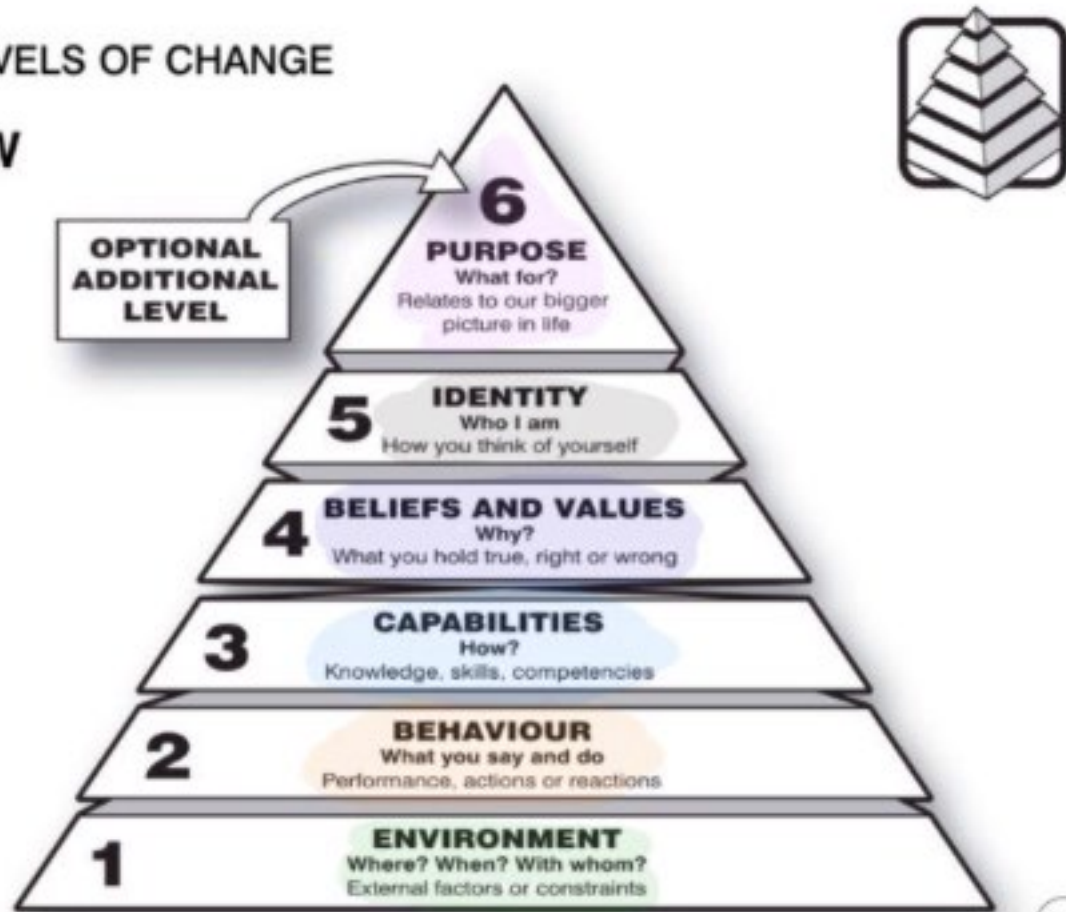 VELS OF CHANGE
W
OPTIONAL
ADDITIONAL
LEVEL
6
PURPOSE
What for?
Relates to our bigger
picture in life
5
IDENTITY
Who I am
How you think of yourself
4
BELIEFS AND VALUES
Why?
What you hold true, right or wrong
3
CAPABILITIES
How?
Knowledge, skills, competencies
2
BEHAVIOUR
What you say and do
Performance, actions or reactions
1
ENVIRONMENT
Where? When? With whom?
External factors or constraints